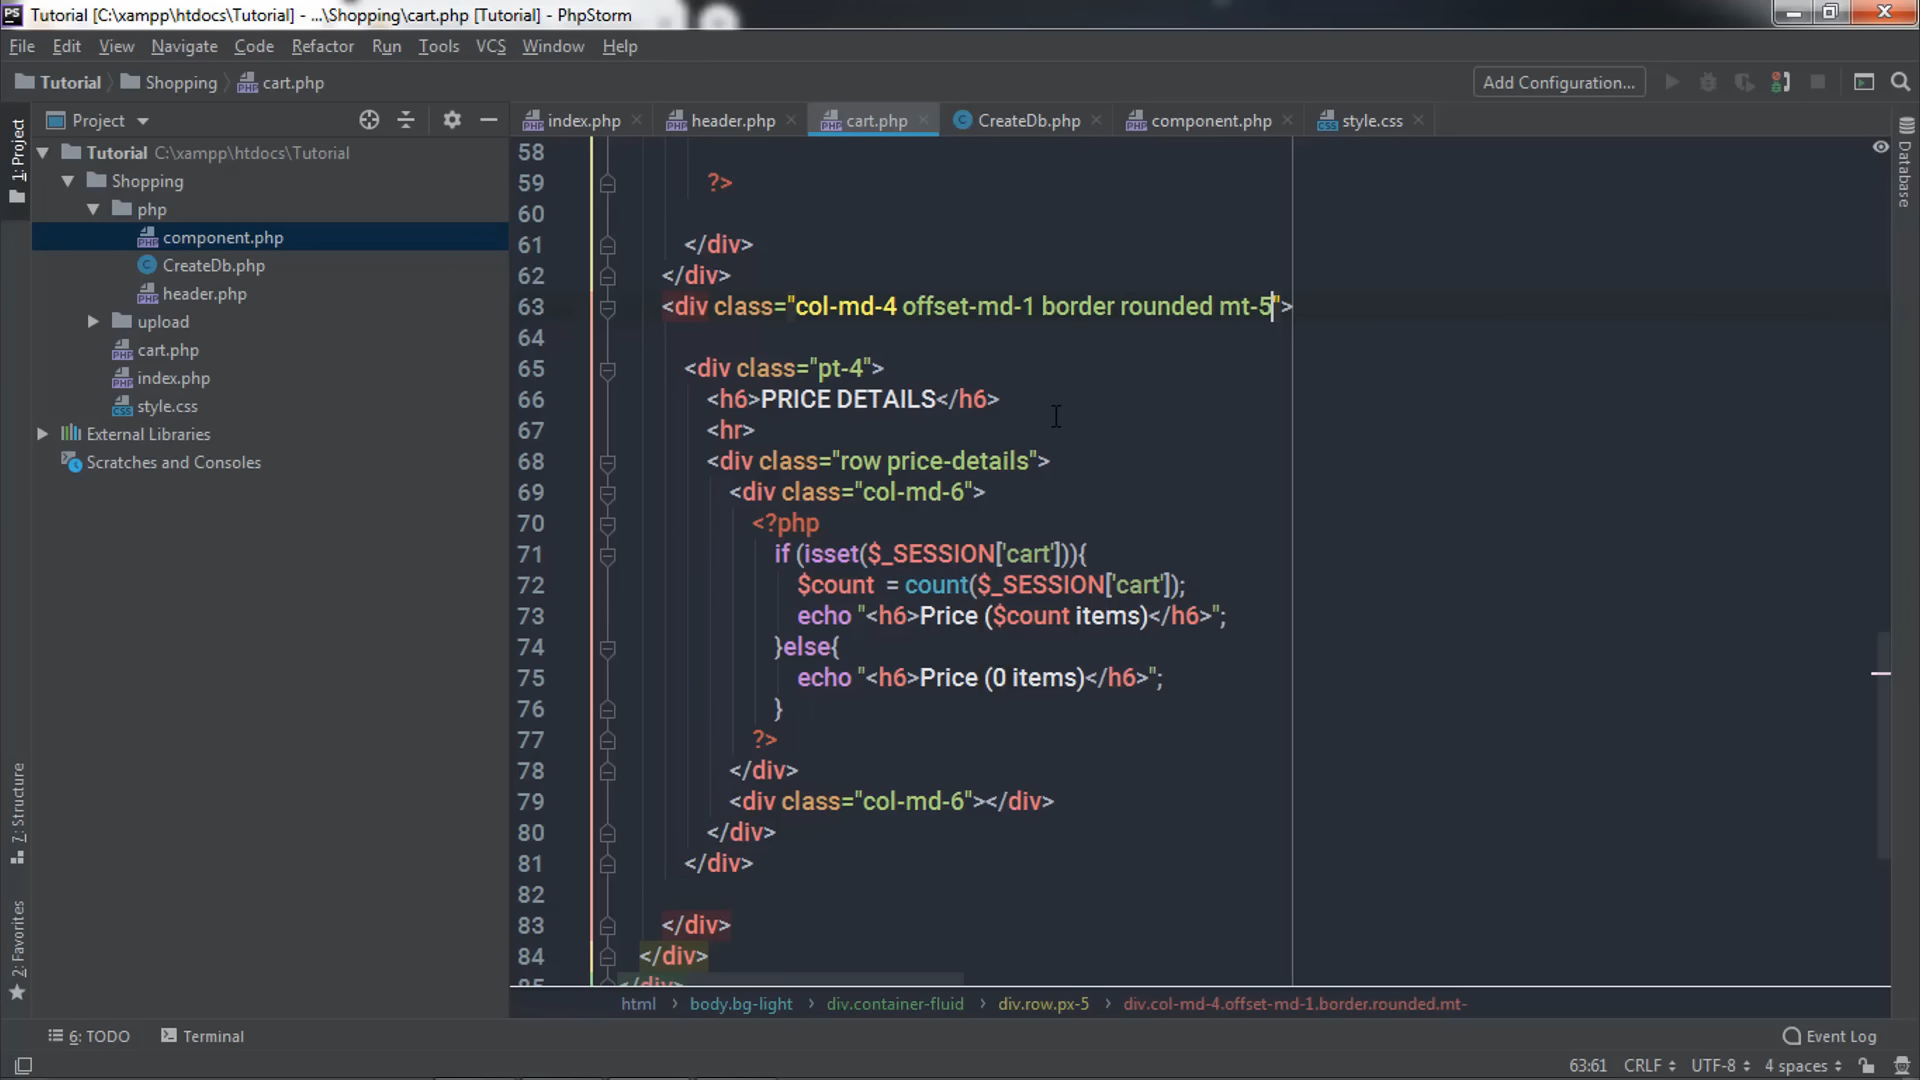 PS Tutorial [C:\xampp\htdocs\Tutorial] - ...\Shopping\cart.php [Tutorial] - PhpStorm
File Edit View Navigate Code Refactor Run Tools VCS Window Help
Tutorial Shopping cart.php Add Configuration...
Project index.php header.php cart.php CreateDb.php component.php style.css
1: Project
7: Structure
2: Favorites
Database
Tutorial C:\xampp\htdocs\Tutorial
Shopping
php
component.php
CreateDb.php
header.php
upload
cart.php
index.php
style.css
External Libraries
Scratches and Consoles
58
59 ?>
60
61 </div>
62 </div>
63 <div class="col-md-4 offset-md-1 border rounded mt-5">
64
65 <div class="pt-4">
66 <h6>PRICE DETAILS</h6>
67 <hr>
68 <div class="row price-details">
69 <div class="col-md-6">
70 <?php
71 if (isset($_SESSION['cart'])){
72 $count  = count($_SESSION['cart']);
73 echo "<h6>Price ($count items)</h6>";
74 }else{
75 echo "<h6>Price (0 items)</h6>";
76 }
77 ?>
78 </div>
79 <div class="col-md-6"></div>
80 </div>
81 </div>
82
83 </div>
84 </div>
85 </div>
html › body.bg-light › div.container-fluid › div.row.px-5 › div.col-md-4.offset-md-1.border.rounded.mt-
6: TODO Terminal Event Log
63:61 CRLF UTF-8 4 spaces